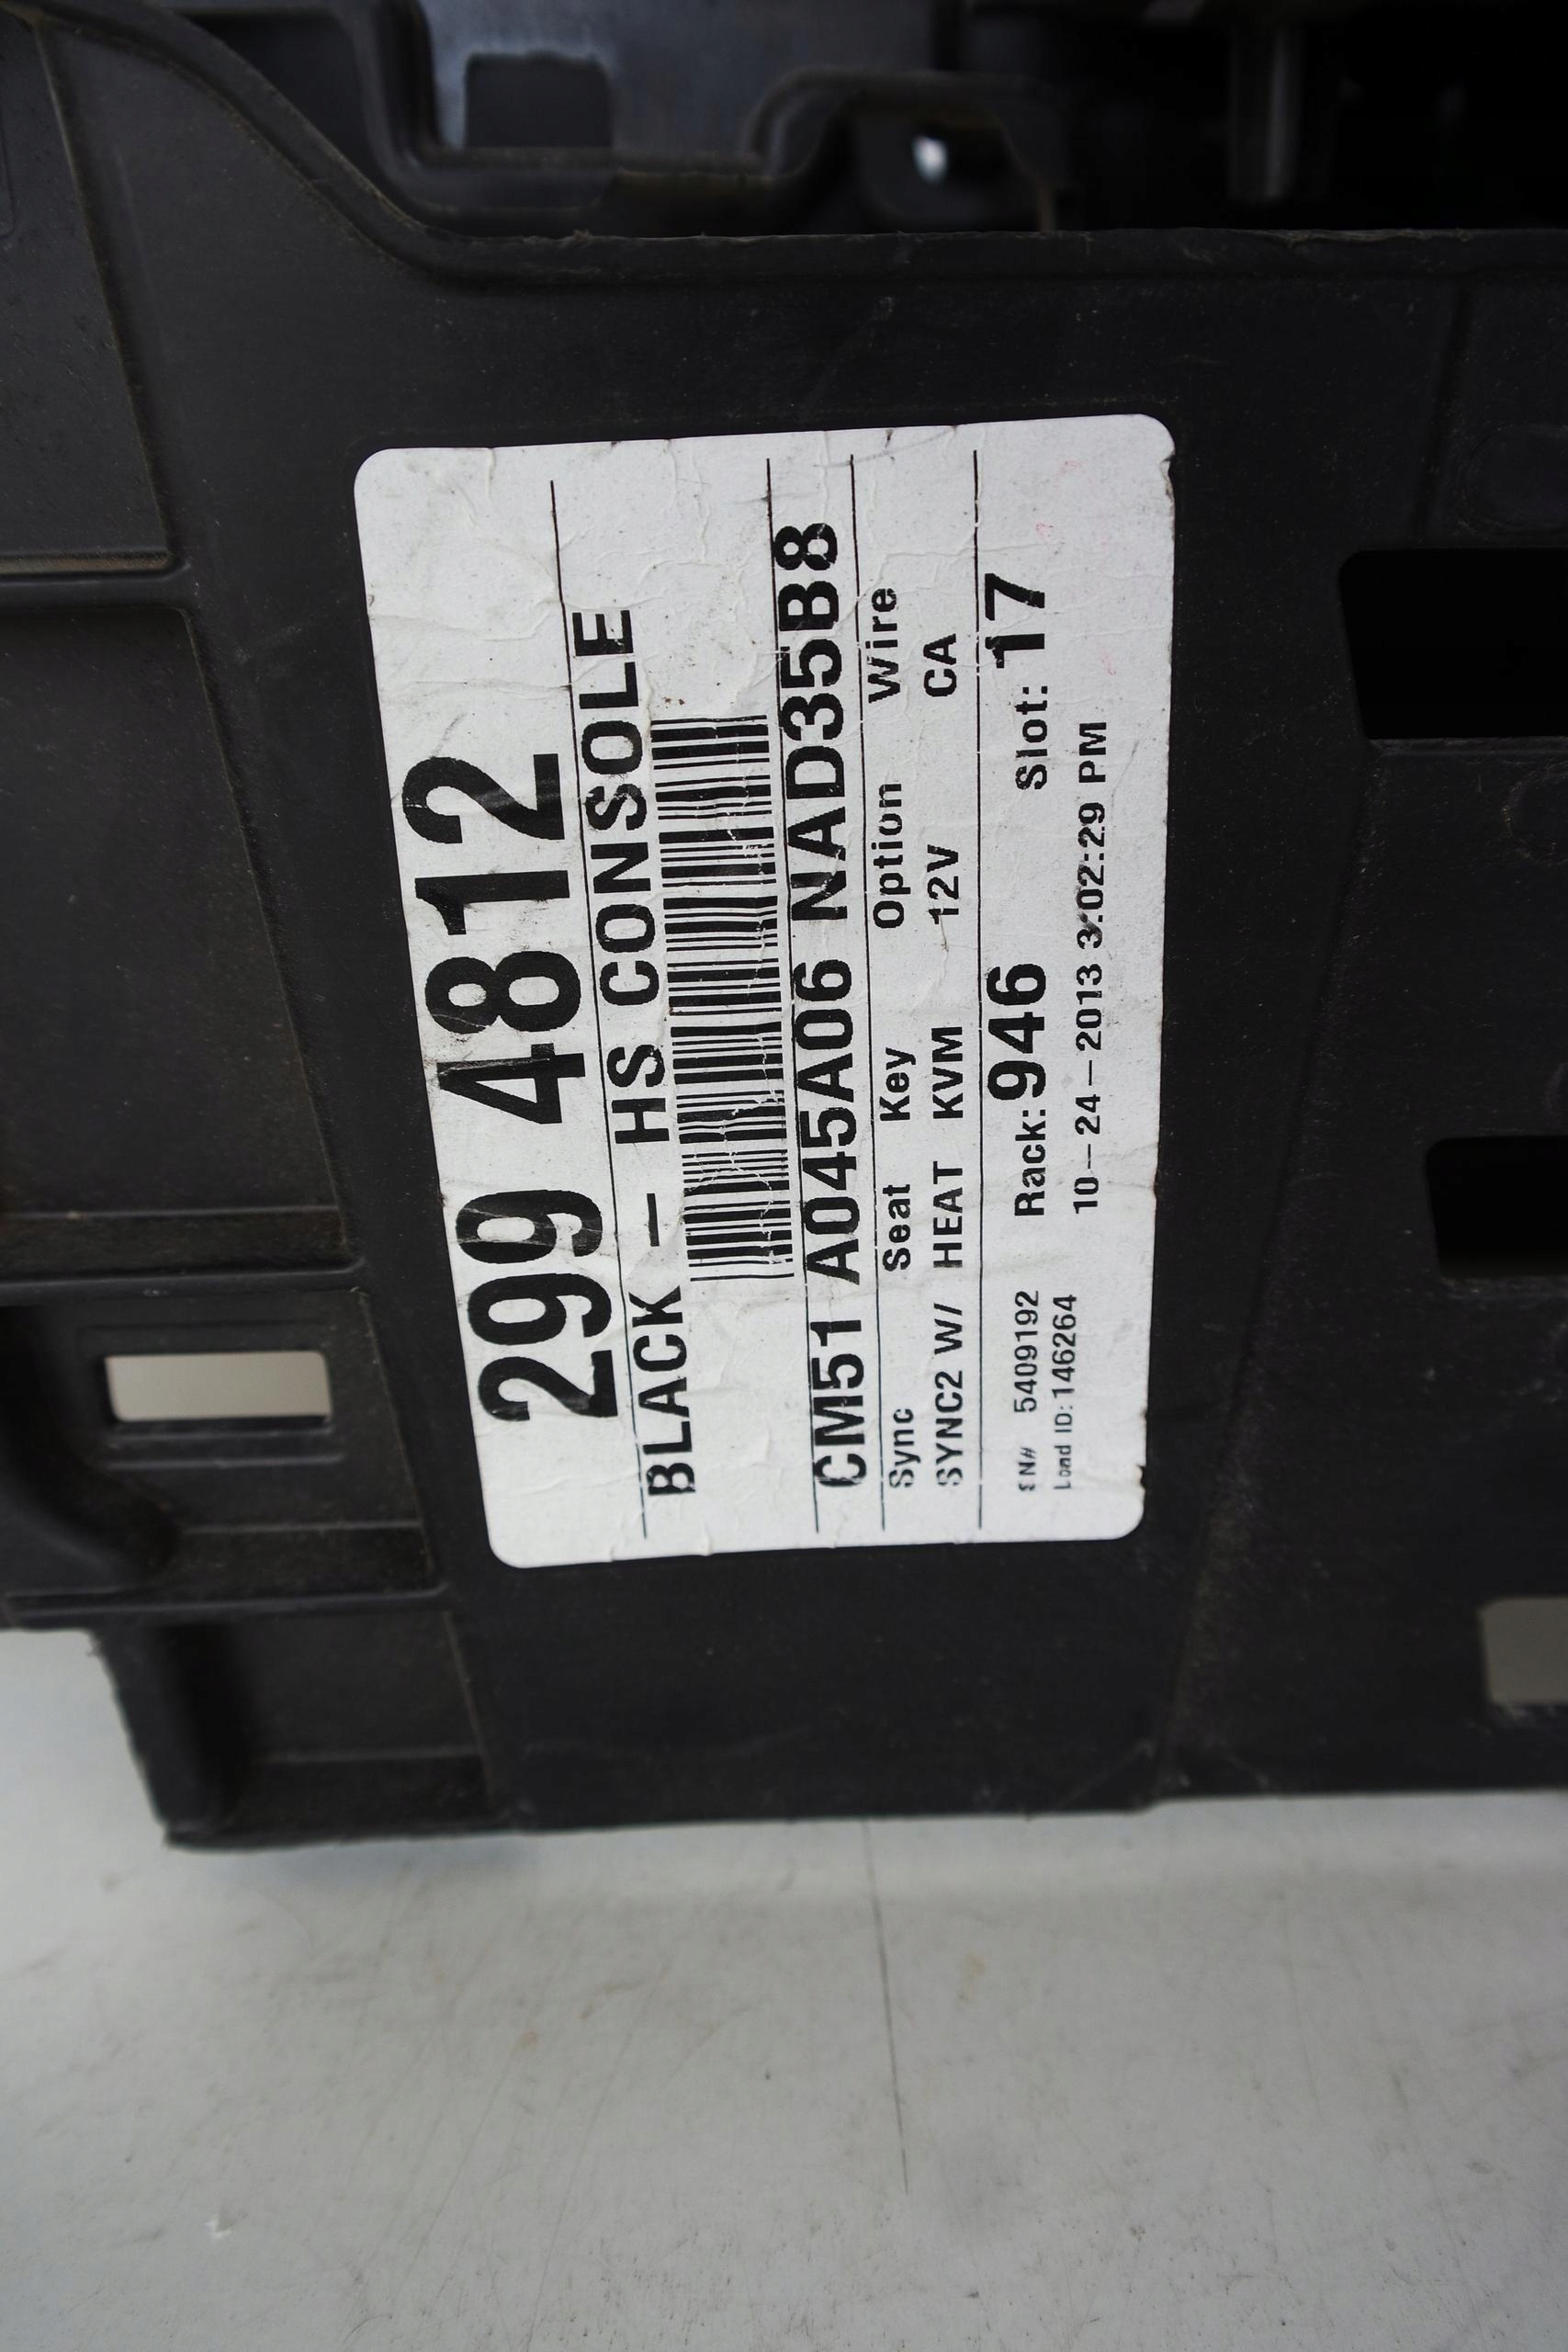 299 4812
BLACK — HS CONSOLE
CM51 A045A06 NAD35B8
Sync Seat Key Option Wire
SYNC2 W/ HEAT KVM 12V CA
SN# 5409192 Rack: 946 Slot: 17
Load ID: 146264 10—24—2013 3:02:29 PM